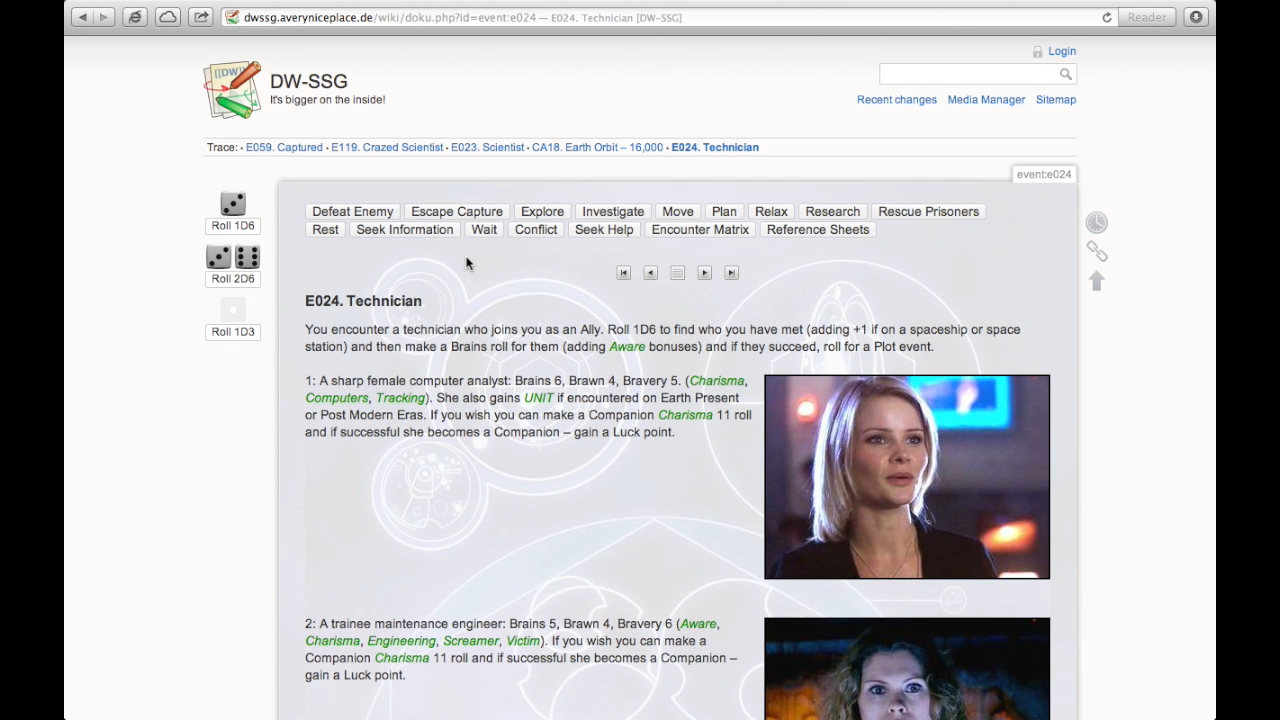 dwssg.averyniceplace.de/wiki/doku.php?id=event:e024 — E024. Technician [DW-SSG]
Reader
Login
[[DW]]
DW-SSG
It's bigger on the inside!
Recent changes Media Manager Sitemap
Trace: • E059. Captured • E119. Crazed Scientist • E023. Scientist • CA18. Earth Orbit – 16,000 • E024. Technician
event:e024
Roll 1D6
Roll 2D6
Roll 1D3
Defeat Enemy Escape Capture Explore Investigate Move Plan Relax Research Rescue Prisoners
Rest Seek Information Wait Conflict Seek Help Encounter Matrix Reference Sheets
E024. Technician
You encounter a technician who joins you as an Ally. Roll 1D6 to find who you have met (adding +1 if on a spaceship or space
station) and then make a Brains roll for them (adding Aware bonuses) and if they succeed, roll for a Plot event.
1: A sharp female computer analyst: Brains 6, Brawn 4, Bravery 5. (Charisma,
Computers, Tracking). She also gains UNIT if encountered on Earth Present
or Post Modern Eras. If you wish you can make a Companion Charisma 11 roll
and if successful she becomes a Companion – gain a Luck point.
2: A trainee maintenance engineer: Brains 5, Brawn 4, Bravery 6 (Aware,
Charisma, Engineering, Screamer, Victim). If you wish you can make a
Companion Charisma 11 roll and if successful she becomes a Companion –
gain a Luck point.